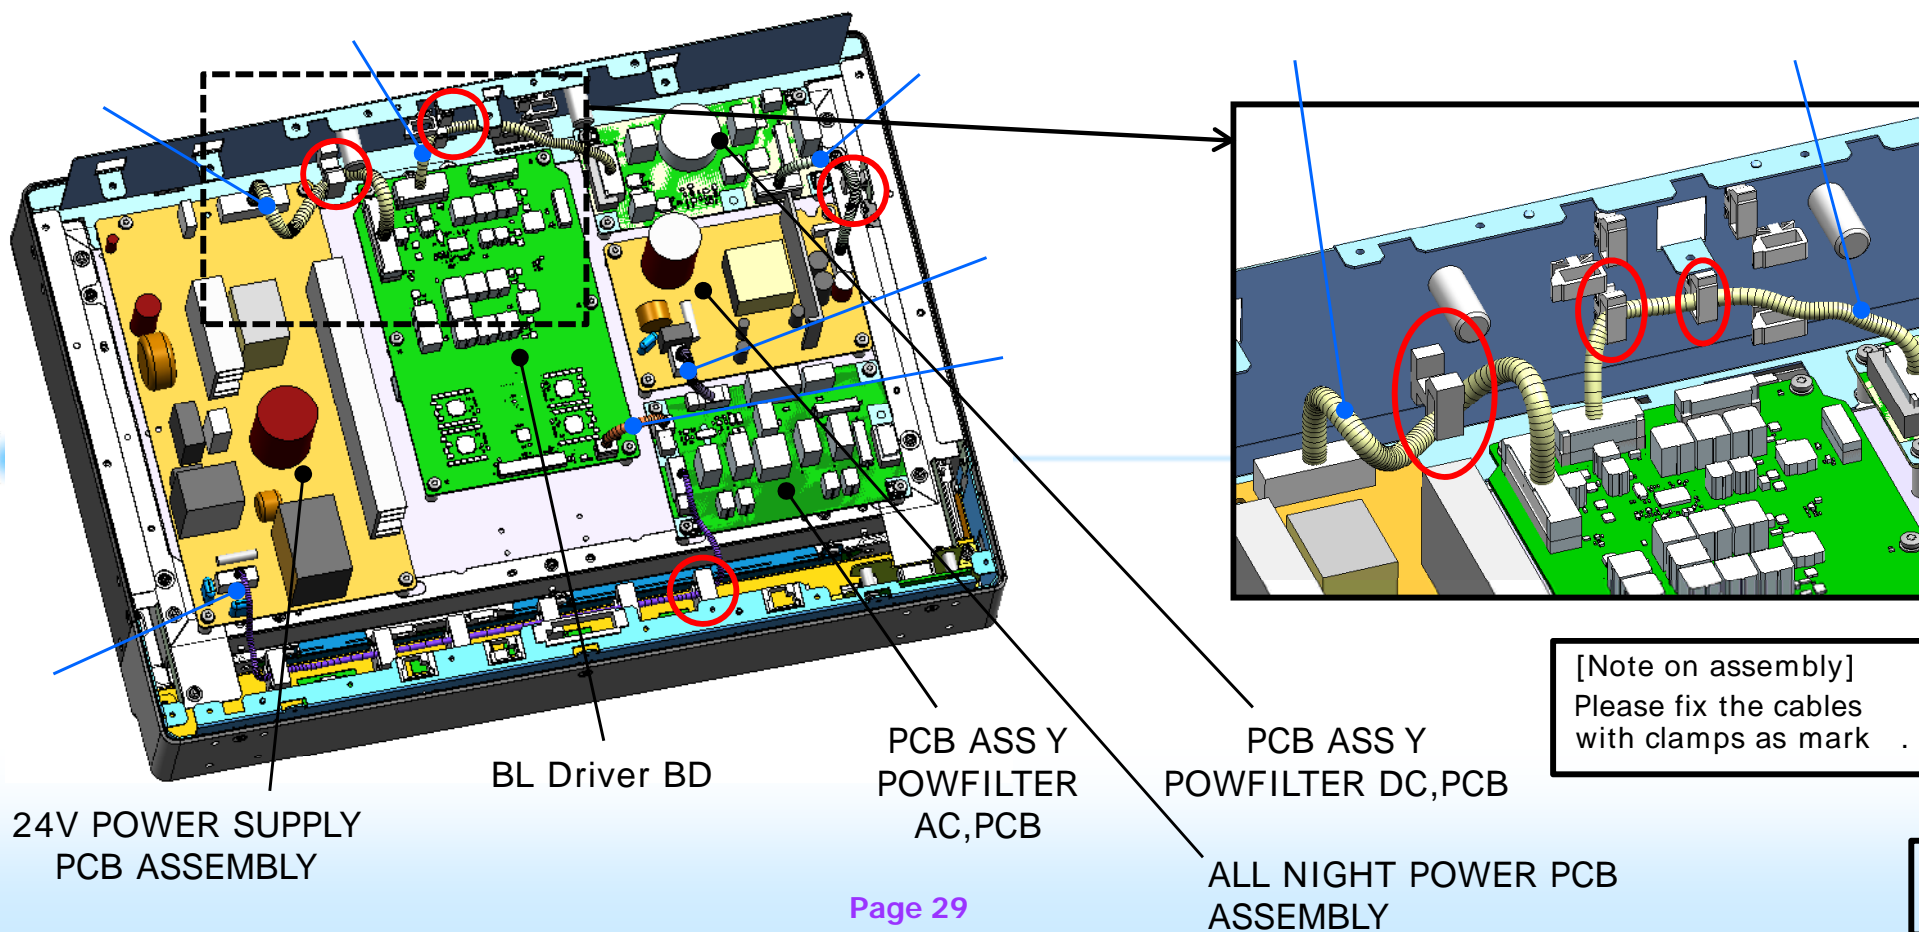 [Note on assembly]
Please fix the cables
with clamps as mark .
PCB ASS Y
POWFILTER
AC,PCB
PCB ASS Y
POWFILTER DC,PCB
BL Driver BD
24V POWER SUPPLY
PCB ASSEMBLY
ALL NIGHT POWER PCB
ASSEMBLY
Page 29